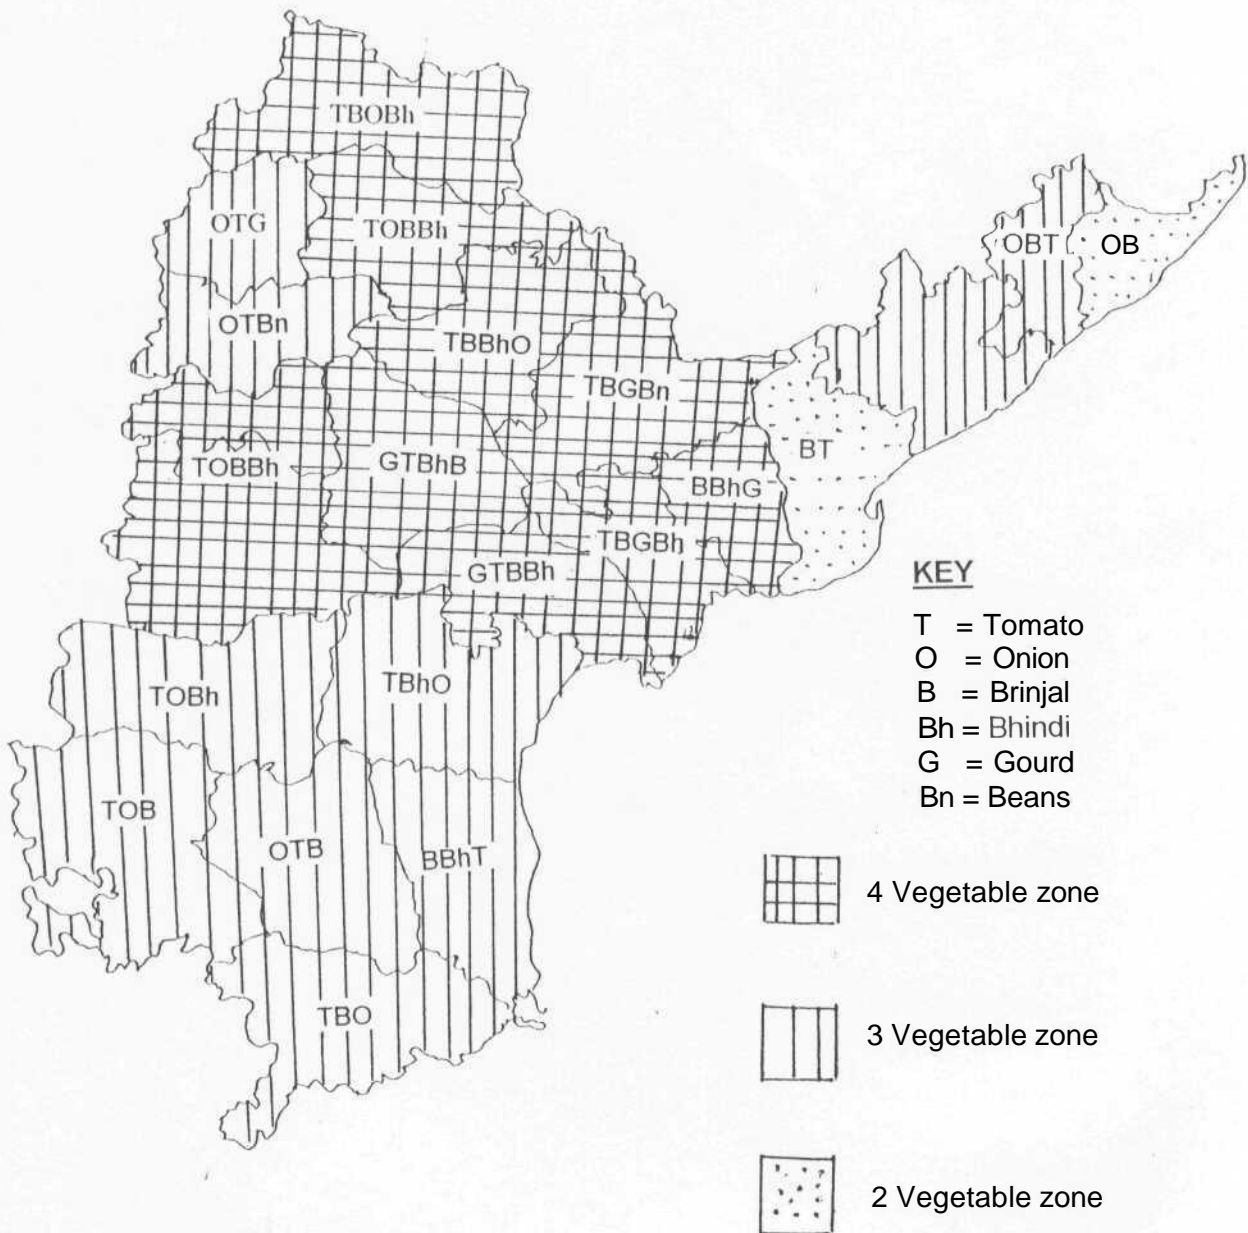 TBOBh
OTG
TOBBh
OBT
OB
OTBn
TBBhO
TBGBn
BT
TOBBh
GTBhB
BBhG
TBGBh
GTBBh
KEY
T = Tomato
O = Onion
B = Brinjal
Bh = Bhindi
G = Gourd
Bn = Beans
TOBh
TBhO
TOB
OTB
BBhT
TBO
4 Vegetable zone
3 Vegetable zone
2 Vegetable zone